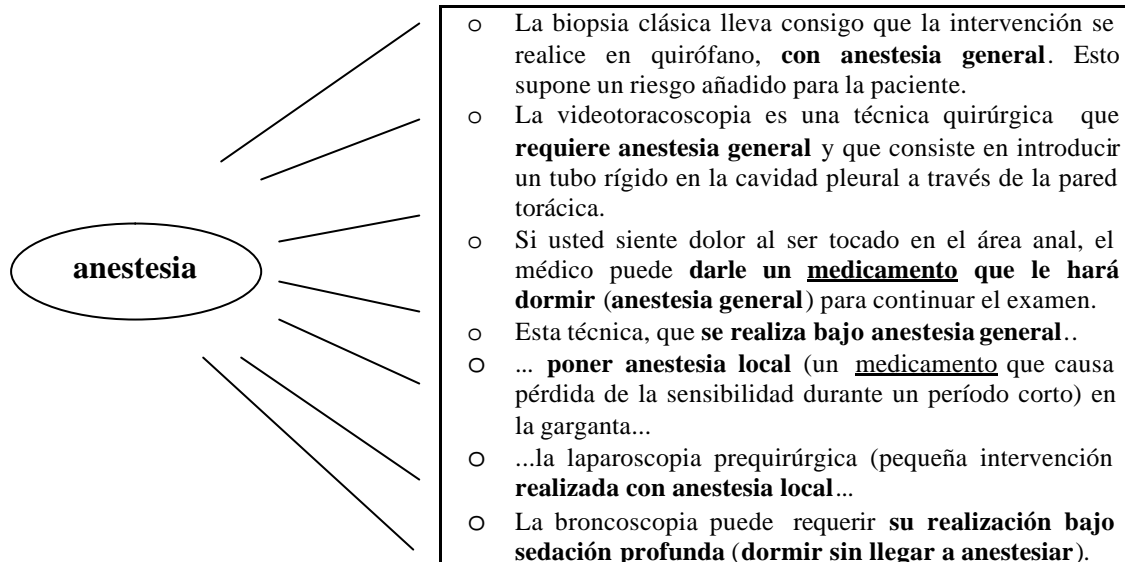 anestesia
o La biopsia clásica lleva consigo que la intervención se
realice en quirófano, con anestesia general. Esto
supone un riesgo añadido para la paciente.
o La videotoracoscopia es una técnica quirúrgica que
requiere anestesia general y que consiste en introducir
un tubo rígido en la cavidad pleural a través de la pared
torácica.
o Si usted siente dolor al ser tocado en el área anal, el
médico puede darle un medicamento que le hará
dormir (anestesia general) para continuar el examen.
o Esta técnica, que se realiza bajo anestesia general..
o ... poner anestesia local (un medicamento que causa
pérdida de la sensibilidad durante un período corto) en
la garganta...
o ...la laparoscopia prequirúrgica (pequeña intervención
realizada con anestesia local...
o La broncoscopia puede requerir su realización bajo
sedación profunda (dormir sin llegar a anestesiar).